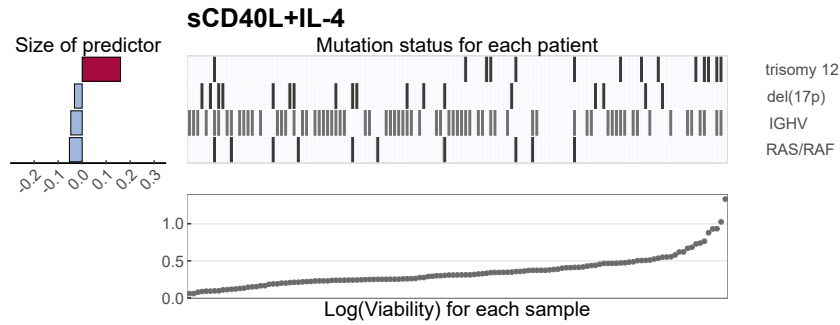 sCD40L+IL-4
Size of predictor
Mutation status for each patient
trisomy 12
del(17p)
IGHV
RAS/RAF
-0.2 -0.1 0.0 0.1 0.2 0.3
1.0
0.5
0.0
Log(Viability) for each sample